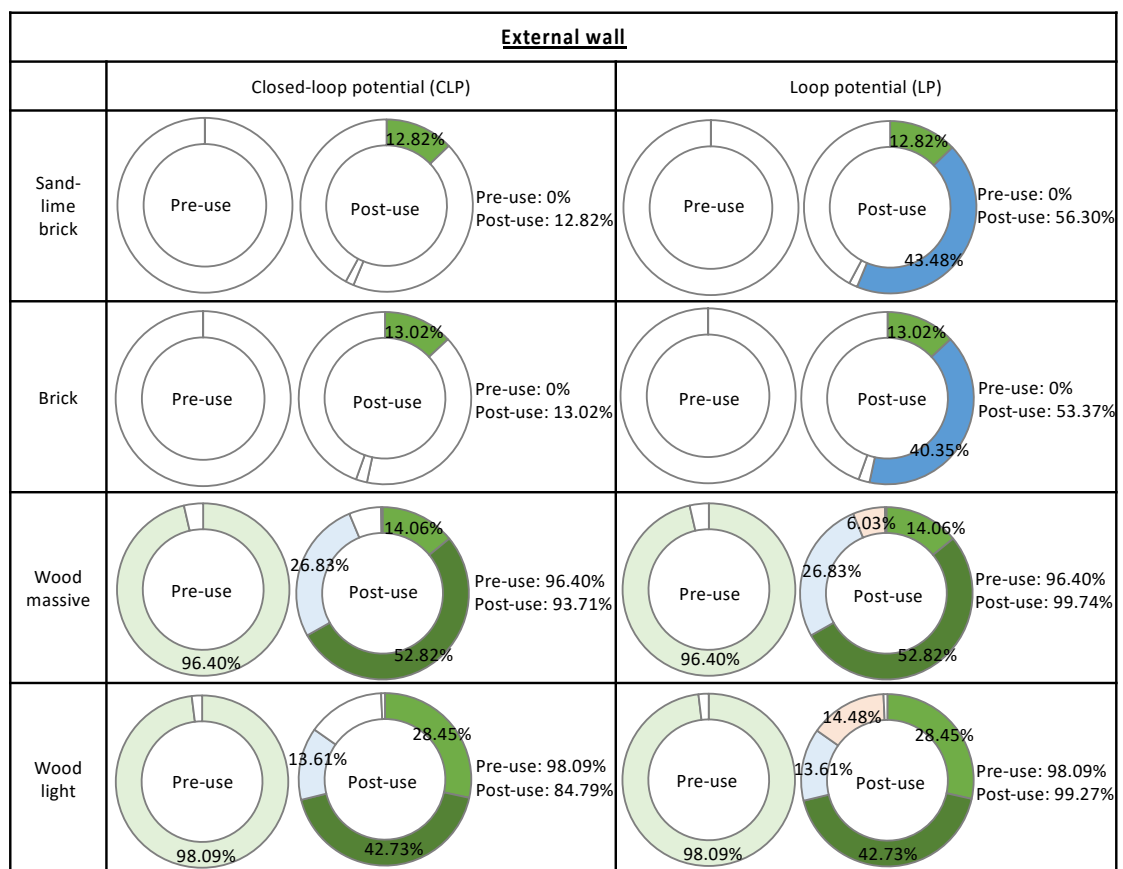 External wall
Closed-loop potential (CLP)
Loop potential (LP)
Sand-
lime
brick
Pre-use
12.82%
Post-use
Pre-use: 0%
Post-use: 12.82%
Pre-use
12.82%
Post-use
43.48%
Pre-use: 0%
Post-use: 56.30%
Brick
Pre-use
13.02%
Post-use
Pre-use: 0%
Post-use: 13.02%
Pre-use
13.02%
Post-use
40.35%
Pre-use: 0%
Post-use: 53.37%
Wood
massive
Pre-use
96.40%
14.06%
26.83%
Post-use
52.82%
Pre-use: 96.40%
Post-use: 93.71%
Pre-use
96.40%
6.03%
14.06%
26.83%
Post-use
52.82%
Pre-use: 96.40%
Post-use: 99.74%
Wood
light
Pre-use
98.09%
28.45%
13.61%
Post-use
42.73%
Pre-use: 98.09%
Post-use: 84.79%
Pre-use
98.09%
14.48%
28.45%
13.61%
Post-use
42.73%
Pre-use: 98.09%
Post-use: 99.27%